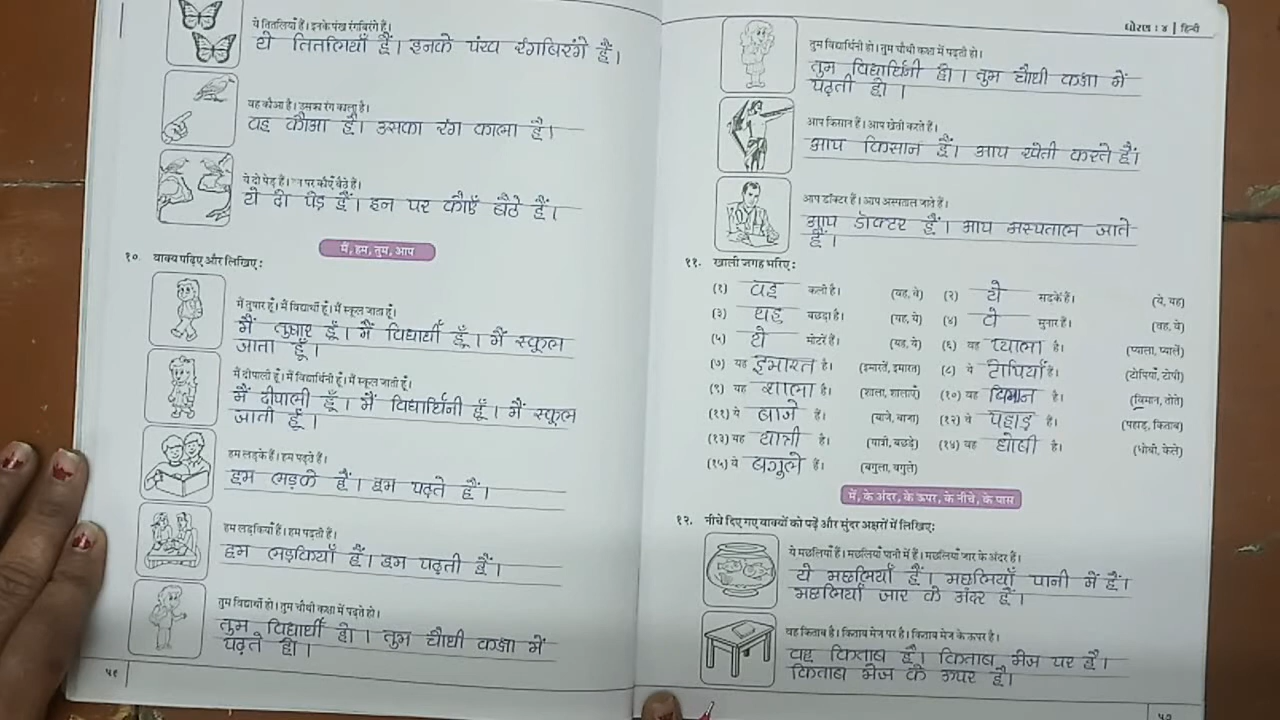 ये तितलियाँ हैं। इनके पंख रंगबिरंगे हैं।
ये तितलियाँ हैं। इनके पंख रंगबिरंगे हैं।
यह कौआ है। उसका रंग काला है।
वह कौआ है। उसका रंग काला है।
ये दो पेड़ हैं। पर कौए बैठे हैं।
ये दो पेड़ हैं। इन पर कौएँ बैठे हैं।
मैं, हम, तुम, आप
१०. वाक्य पढ़िए और लिखिए :
मैं तुषार हूँ। मैं विद्यार्थी हूँ। मैं स्कूल जाता हूँ।
मैं तुषार हूँ। मैं विद्यार्थी हूँ। मैं स्कूल
जाता हूँ।
मैं दीपाली हूँ। मैं विद्यार्थिनी हूँ। मैं स्कूल जाती हूँ।
मैं दीपाली हूँ। मैं विद्यार्थिनी हूँ। मैं स्कूल
जाती हूँ।
हम लड़के हैं। हम पढ़ते हैं।
हम लड़के हैं। हम पढ़ते हैं।
हम लड़कियाँ हैं। हम पढ़ती हैं।
हम लड़कियाँ हैं। हम पढ़ती हैं।
तुम विद्यार्थी हो। तुम चौथी कक्षा में पढ़ते हो।
तुम विद्यार्थी हो। तुम चौथी कक्षा में
पढ़ते हो।
५१
धोरण : ४ | हिन्दी
तुम विद्यार्थिनी हो। तुम चौथी कक्षा में पढ़ती हो।
तुम विद्यार्थिनी हो। तुम चौथी कक्षा में
पढ़ती हो।
आप किसान हैं। आप खेती करते हैं।
आप किसान हैं। आप खेती करते हैं।
आप डॉक्टर हैं। आप अस्पताल जाते हैं।
आप डॉक्टर हैं। आप अस्पताल जाते
हैं।
११. खाली जगह भरिए :
(१) वह कली है। (वह, वे) (२) ये सड़कें हैं। (ये, यह)
(३) यह बछड़ा है। (यह, ये) (४) वे सुनार हैं। (वह, वे)
(५) ये मोटरें हैं। (यह, ये) (६) यह प्याला है। (प्याला, प्याले)
(७) यह इमारत है। (इमारतें, इमारत) (८) ये टोपियाँ हैं। (टोपियाँ, टोपी)
(९) यह शाला है। (शाला, शालाएँ) (१०) यह विमान है। (विमान, तोते)
(११) ये बाजे हैं। (बाजे, बाजा) (१२) ये पहाड़ हैं। (पहाड़, किताब)
(१३) यह यात्री है। (यात्री, बछड़े) (१४) यह धोबी है। (धोबी, केले)
(१५) ये बगुले हैं। (बगुला, बगुले)
में, के अंदर, के ऊपर, के नीचे, के पास
१२. नीचे दिए गए वाक्यों को पढ़ें और सुंदर अक्षरों में लिखिए:
ये मछलियाँ हैं। मछलियाँ पानी में हैं। मछलियाँ जार के अंदर हैं।
ये मछलियाँ हैं। मछलियाँ पानी में हैं।
मछलियाँ जार के अंदर हैं।
वह किताब है। किताब मेज पर है। किताब मेज के ऊपर है।
वह किताब है। किताब मेज पर है।
किताब मेज के ऊपर है।
५२